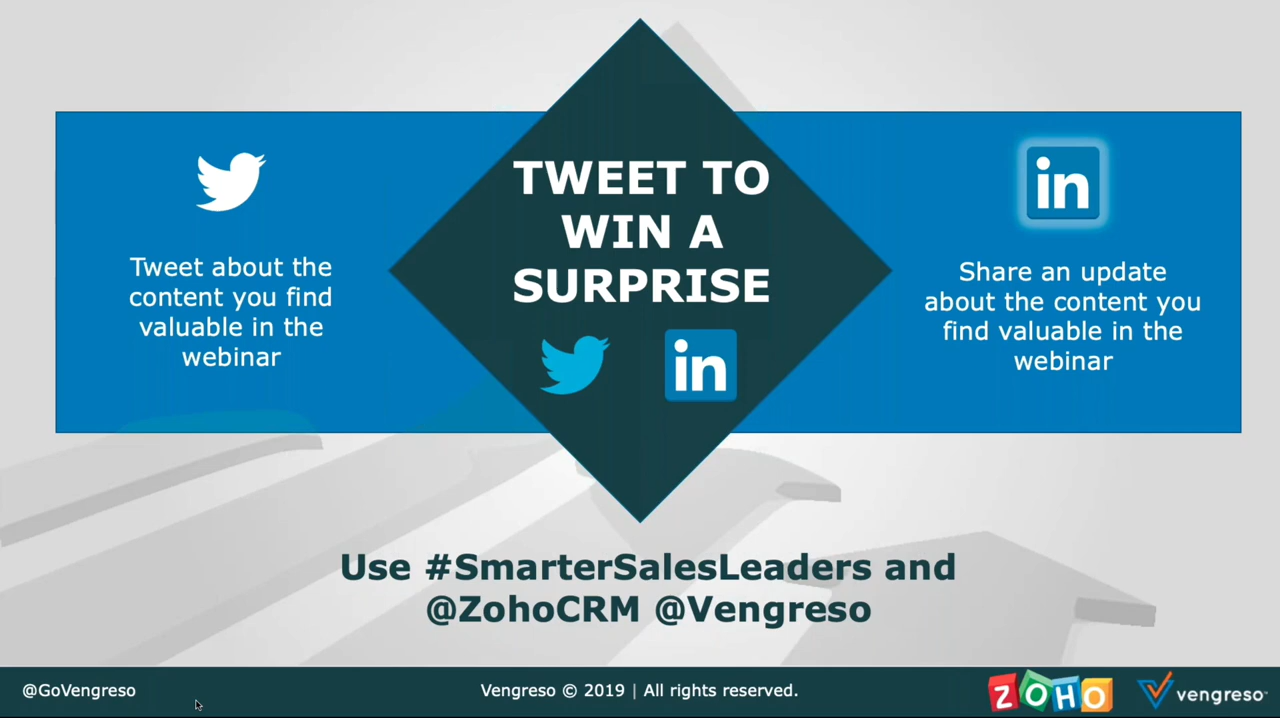 TWEET TO
WIN A
SURPRISE
Tweet about the
content you find
valuable in the
webinar
in
in
Share an update
about the content you
find valuable in the
webinar
Use #SmarterSalesLeaders and
@ZohoCRM @Vengreso
@GoVengreso
Vengreso © 2019 | All rights reserved.
ZOHO
vengreso